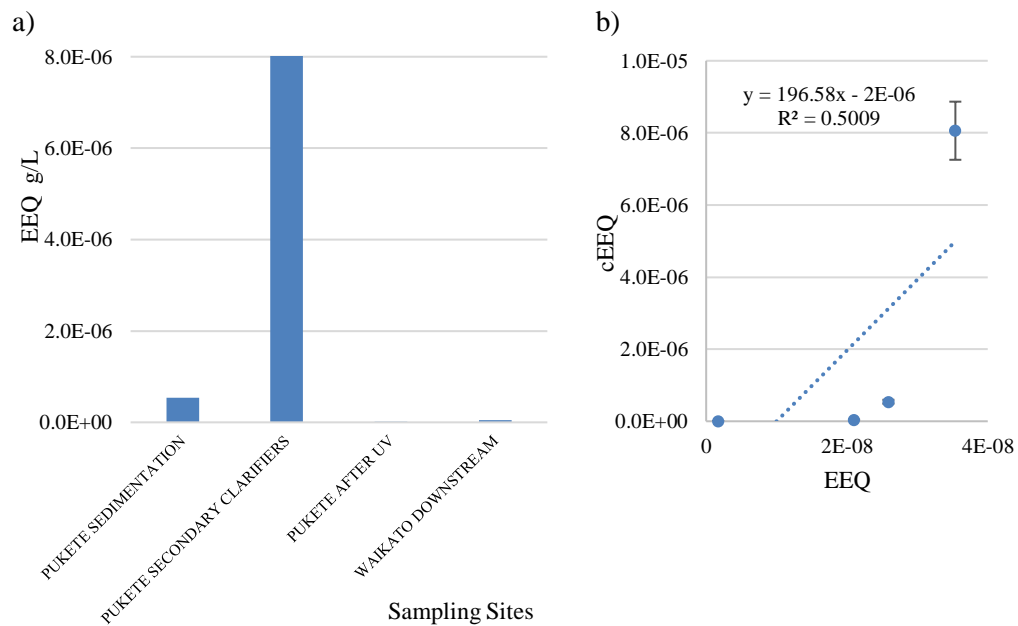 a)
8.0E-06
6.0E-06
4.0E-06
2.0E-06
0.0E+00
EEQ g/L
PUKETE SEDIMENTATION
PUKETE SECONDARY CLARIFIERS
PUKETE AFTER UV
WAIKATO DOWNSTREAM
Sampling Sites
b)
1.0E-05
8.0E-06
6.0E-06
4.0E-06
2.0E-06
0.0E+00
cEEQ
y = 196.58x - 2E-06
R² = 0.5009
0
2E-08
4E-08
EEQ